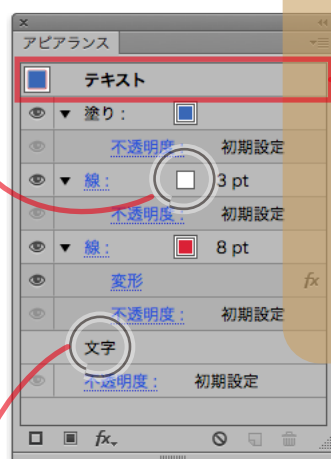 アピアランス
テキスト
塗り：
不透明度： 初期設定
線： 3 pt
不透明度： 初期設定
線： 8 pt
変形 fx
不透明度： 初期設定
文字
不透明度： 初期設定
fx